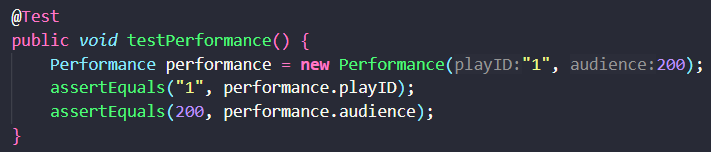 @Test
public void testPerformance() {
Performance performance = new Performance(playID:"1", audience:200);
assertEquals("1", performance.playID);
assertEquals(200, performance.audience);
}